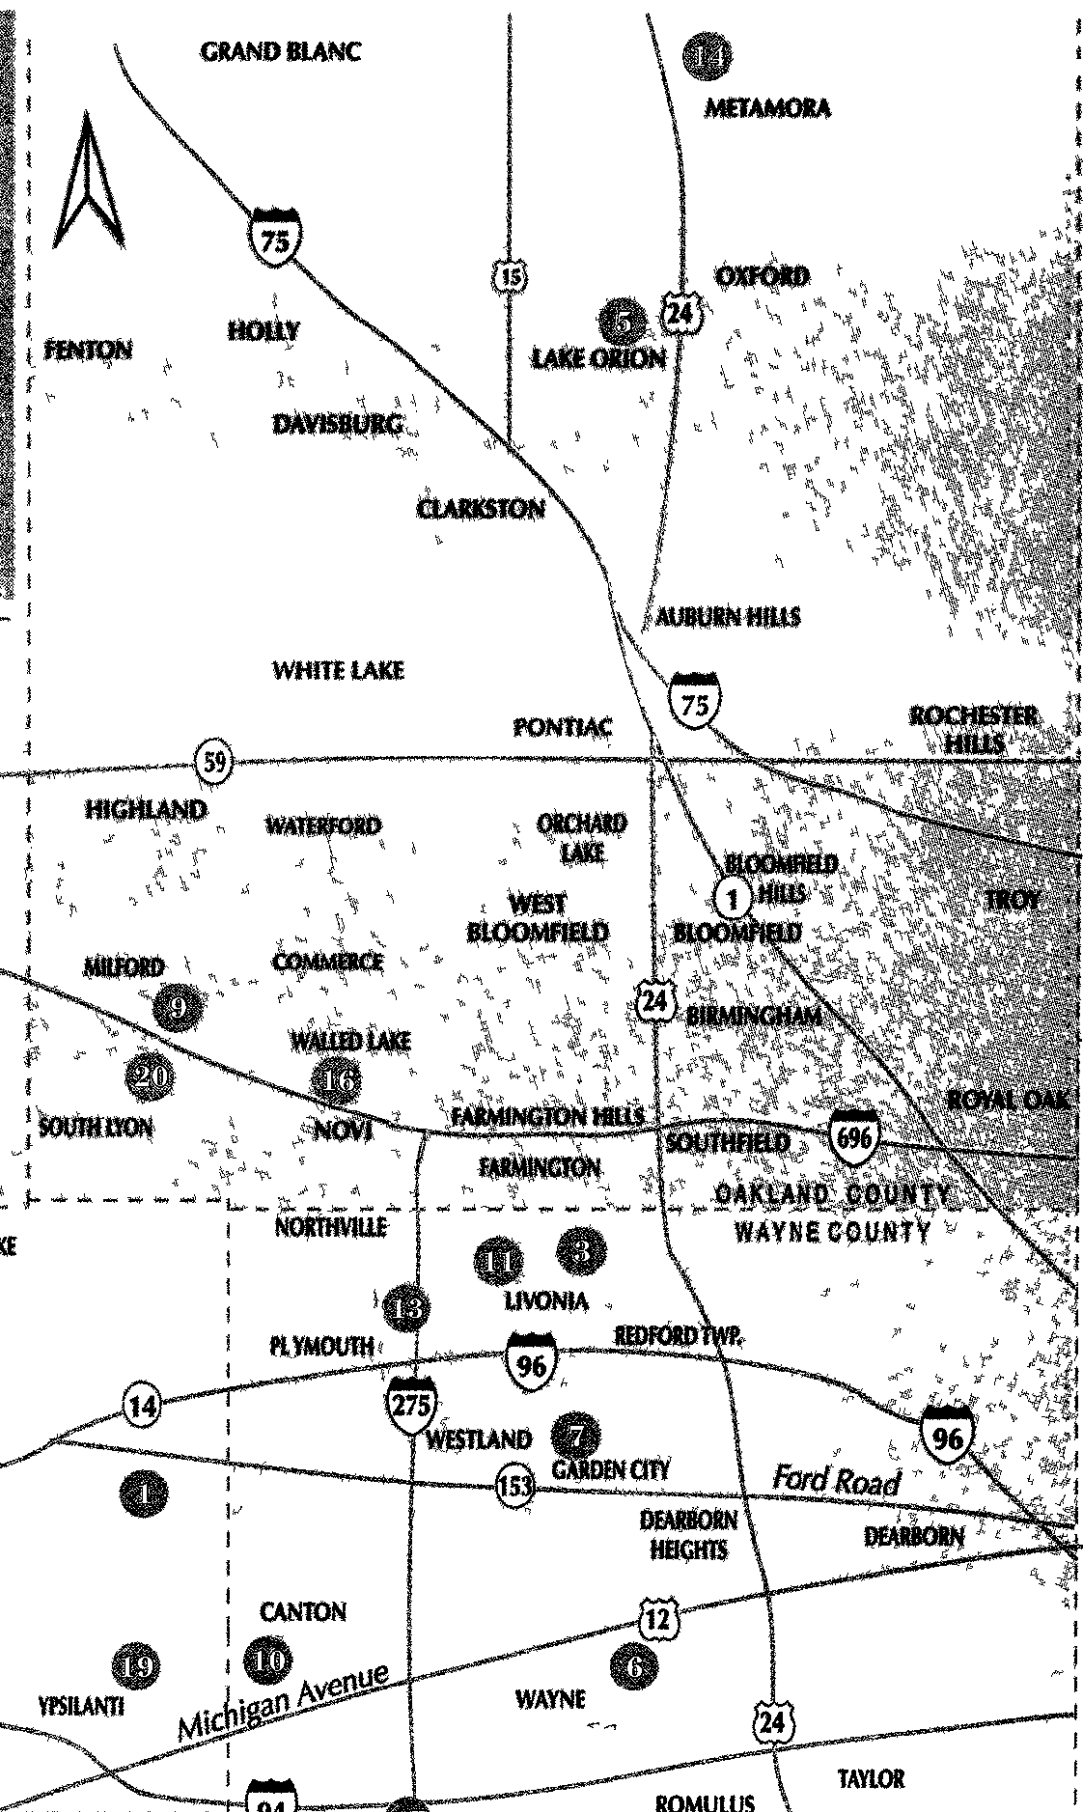 GRAND BLANC
14
METAMORA
75
15
OXFORD
5
24
HOLLY
FENTON
LAKE ORION
DAVISBURG
CLARKSTON
AUBURN HILLS
WHITE LAKE
75
PONTIAC
ROCHESTER
HILLS
59
HIGHLAND
WATERFORD
ORCHARD
LAKE
BLOOMFIELD
HILLS
1
TROY
WEST
BLOOMFIELD
BLOOMFIELD
MILFORD
COMMERCE
9
24
BIRMINGHAM
WALLED LAKE
20
16
ROYAL OAK
SOUTH LYON
NOVI
FARMINGTON HILLS
SOUTHFIELD
696
FARMINGTON
OAKLAND COUNTY
NORTHVILLE
WAYNE COUNTY
KE
11
3
13
LIVONIA
PLYMOUTH
REDFORD TWP.
96
14
275
WESTLAND
7
96
GARDEN CITY
Ford Road
1
153
DEARBORN
HEIGHTS
DEARBORN
CANTON
12
19
10
6
YPSILANTI
Michigan Avenue
WAYNE
24
TAYLOR
94
ROMULUS